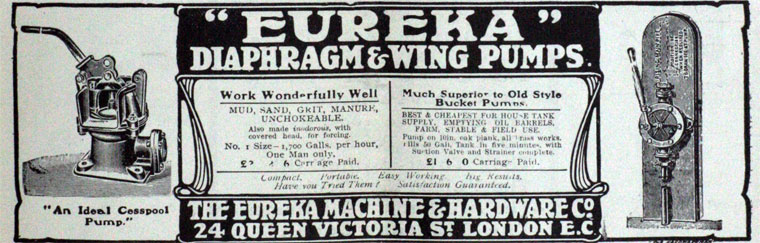 "EUREKA"
DIAPHRAGM & WING PUMPS.
Work Wonderfully Well
MUD, SAND, GRIT, MANURE,
UNCHOKEABLE.
Also made inodorous, with
covered head, for forcing.
No. 1 Size—1,700 Galls. per hour,
One Man only.
6 Carriage Paid.
Much Superior to Old Style
Bucket Pumps.
BEST & CHEAPEST FOR HOUSE TANK
SUPPLY, EMPTYING OIL BARRELS,
FARM, STABLE & FIELD USE.
Pump on 10in. oak plank, all brass works.
Fills 50 Gall. Tank in five minutes, with
Suction Valve and Strainer complete.
£1 6 0 Carriage Paid.
Compact. Portable. Easy Working. Big Results.
Have you Tried Them? Satisfaction Guaranteed.
"An Ideal Cesspool
Pump."
THE EUREKA MACHINE & HARDWARE Co.
24 QUEEN VICTORIA ST. LONDON E.C.